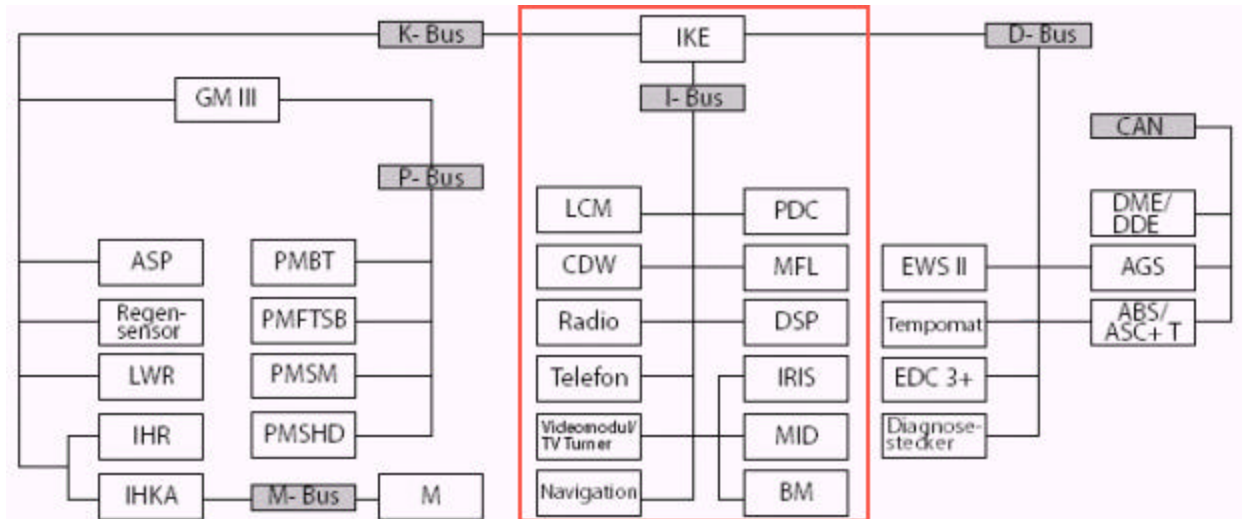 K- Bus
IKE
D- Bus
GM III
I- Bus
CAN
P- Bus
LCM
PDC
DME/
DDE
ASP
PMBT
CDW
MFL
EWS II
AGS
Regen-
sensor
PMFTSB
Radio
DSP
Tempomat
ABS/
ASC+ T
LWR
PMSM
Telefon
IRIS
EDC 3+
IHR
PMSHD
Videomodul/
TV Turner
MID
Diagnose-
stecker
IHKA
M- Bus
M
Navigation
BM